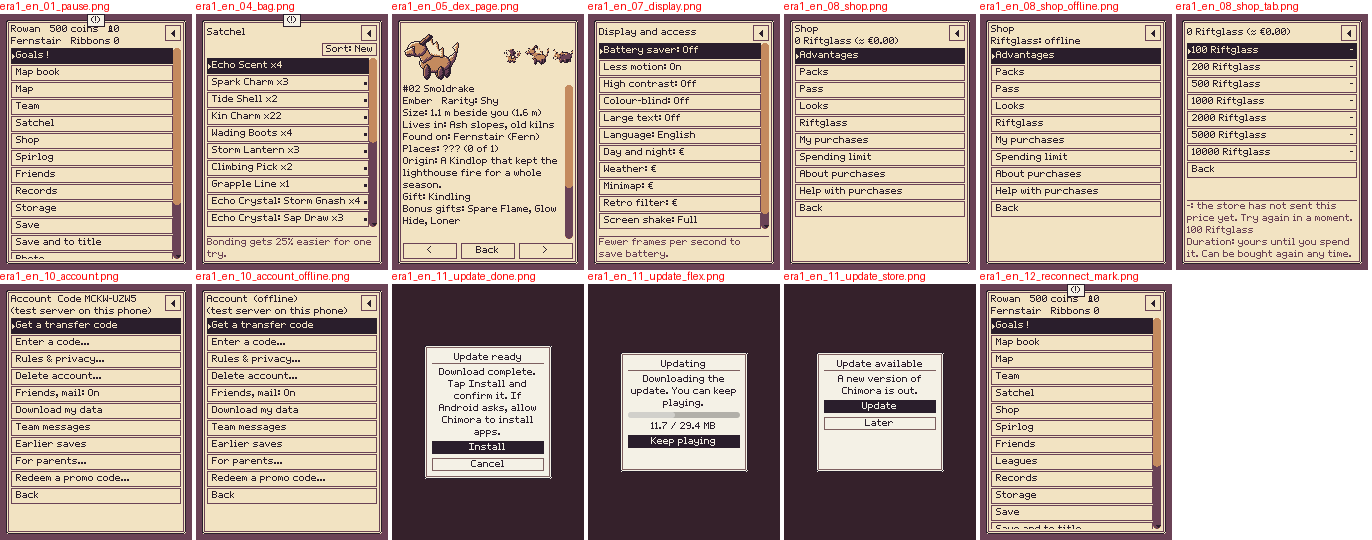 era1_en_01_pause.png
Rowan 500 coins 0
Fernstair Ribbons 0
Goals !
Map book
Map
Team
Satchel
Shop
Spirlog
Friends
Records
Storage
Save
Save and to title
Photo
era1_en_04_bag.png
Satchel
Sort: New
Echo Scent x4
Spark Charm x3
Tide Shell x2
Kin Charm x22
Wading Boots x4
Storm Lantern x3
Climbing Pick x2
Grapple Line x1
Echo Crystal: Storm Gnash x4
Echo Crystal: Sap Draw x3
Bonding gets 25% easier for one
try.
era1_en_05_dex_page.png
#02 Smoldrake
Ember Rarity: Shy
Size: 1.1 m beside you (1.6 m)
Lives in: Ash slopes, old kilns
Found on: Fernstair (Fern)
Places: ??? (0 of 1)
Origin: A Kindlop that kept the
lighthouse fire for a whole
season.
Gift: Kindling
Bonus gifts: Spare Flame, Glow
Hide, Loner
< Back >
era1_en_07_display.png
Display and access
Battery saver: Off
Less motion: On
High contrast: Off
Colour-blind: Off
Large text: Off
Language: English
Day and night: €
Weather: €
Minimap: €
Retro filter: €
Screen shake: Full
Fewer frames per second to
save battery.
era1_en_08_shop.png
Shop
0 Riftglass (≈ €0.00)
Advantages
Packs
Pass
Looks
Riftglass
My purchases
Spending limit
About purchases
Help with purchases
Back
era1_en_08_shop_offline.png
Shop
Riftglass: offline
Advantages
Packs
Pass
Looks
Riftglass
My purchases
Spending limit
About purchases
Help with purchases
Back
era1_en_08_shop_tab.png
0 Riftglass (≈ €0.00)
100 Riftglass -
200 Riftglass -
500 Riftglass -
1000 Riftglass -
2000 Riftglass -
5000 Riftglass -
10000 Riftglass -
Back
-: the store has not sent this
price yet. Try again in a moment.
100 Riftglass
Duration: yours until you spend
it. Can be bought again any time.
era1_en_10_account.png
Account Code MCKW-UZW5
(test server on this phone)
Get a transfer code
Enter a code...
Rules & privacy...
Delete account...
Friends, mail: On
Download my data
Team messages
Earlier saves
For parents...
Redeem a promo code...
Back
era1_en_10_account_offline.png
Account (offline)
(test server on this phone)
Get a transfer code
Enter a code...
Rules & privacy...
Delete account...
Friends, mail: On
Download my data
Team messages
Earlier saves
For parents...
Redeem a promo code...
Back
era1_en_11_update_done.png
Update ready
Download complete.
Tap Install and
confirm it. If
Android asks, allow
Chimora to install
apps.
Install
Cancel
era1_en_11_update_flex.png
Updating
Downloading the
update. You can keep
playing.
11.7 / 29.4 MB
Keep playing
era1_en_11_update_store.png
Update available
A new version of
Chimora is out.
Update
Later
era1_en_12_reconnect_mark.png
Rowan 500 coins 0
Fernstair Ribbons 0
Goals !
Map book
Map
Team
Satchel
Shop
Spirlog
Friends
Leagues
Records
Storage
Save
Save and to title